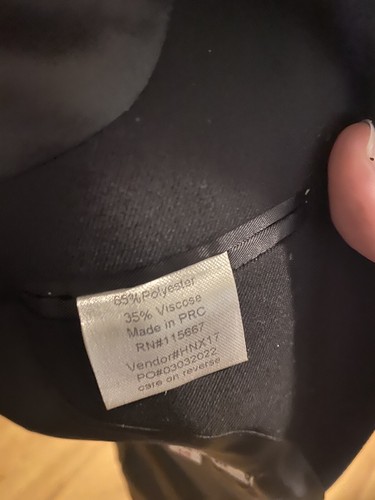 65%Polyester
35% Viscose
Made in PRC
RN#115667
Vendor#HNX17
PO#03032022
care on reverse